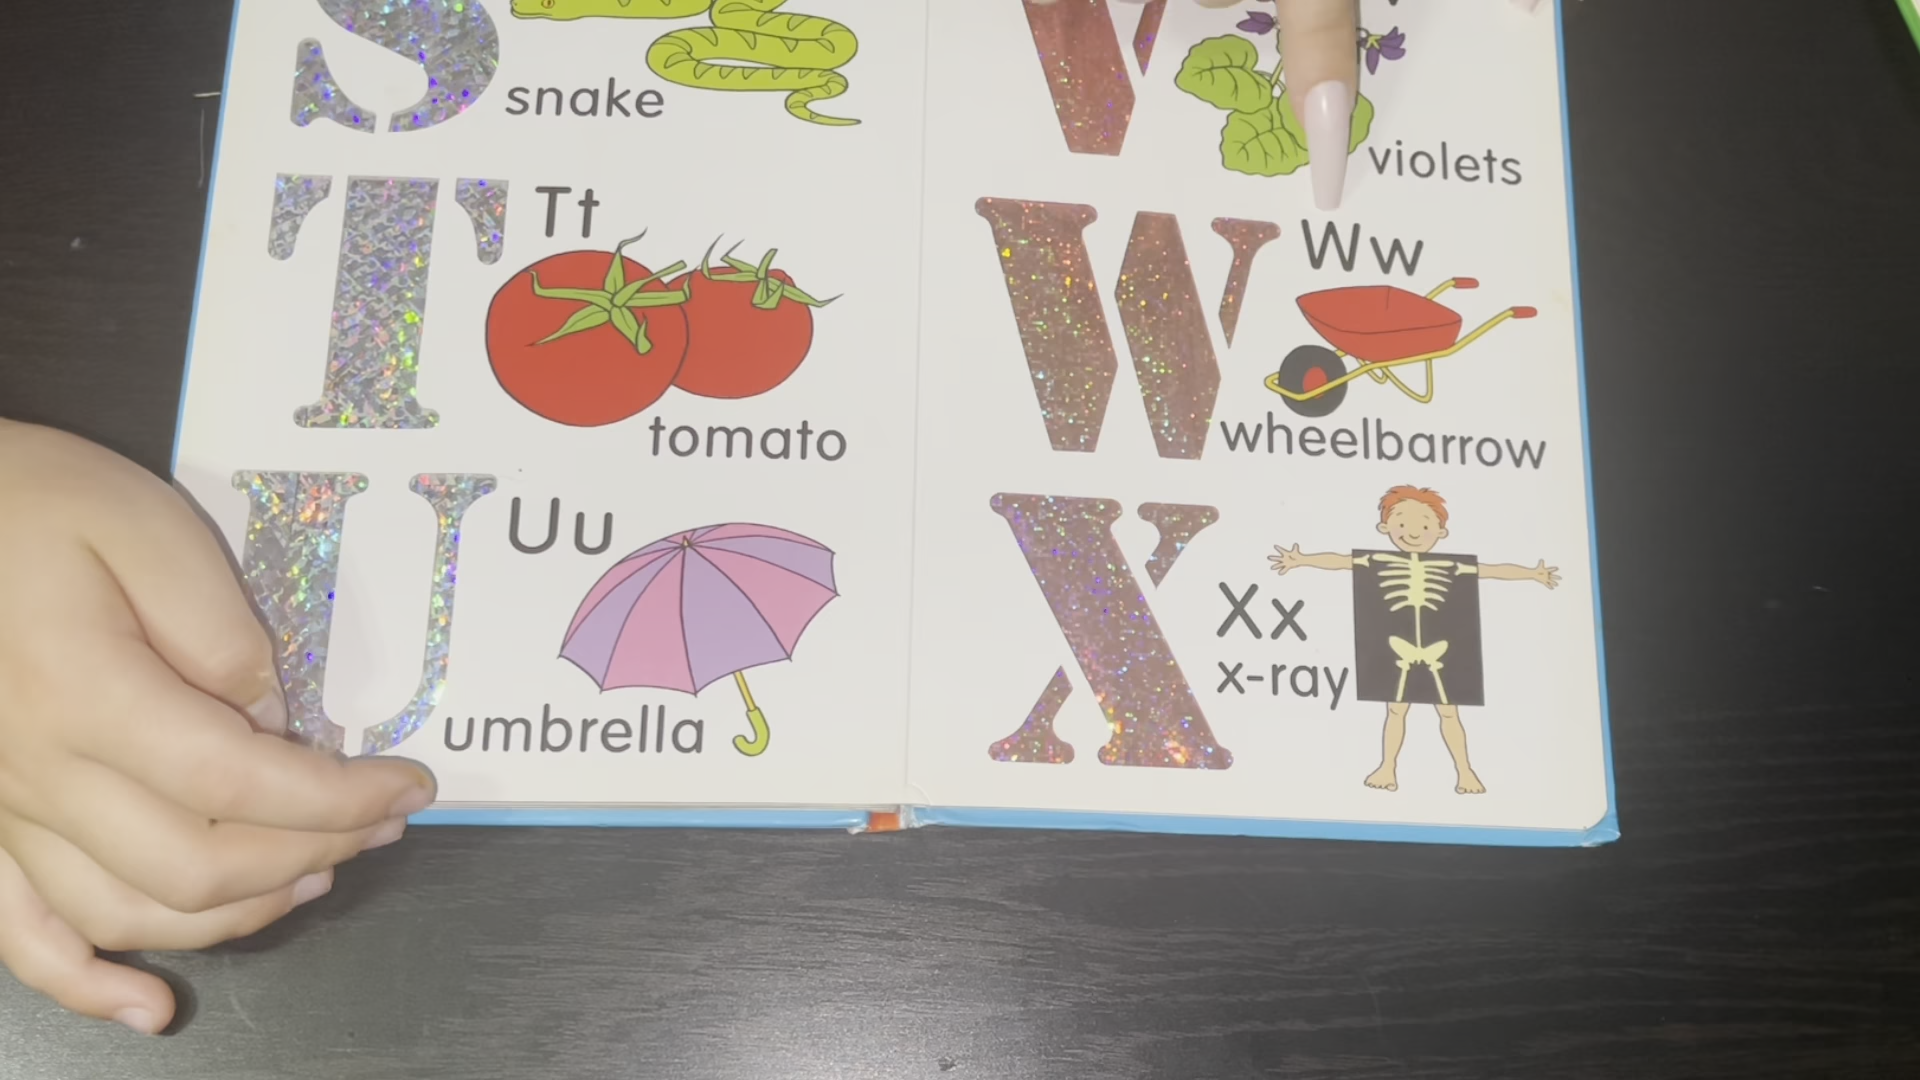 S
snake
T
Tt
tomato
U
Uu
umbrella
V
violets
W
Ww
wheelbarrow
X
Xx
x-ray